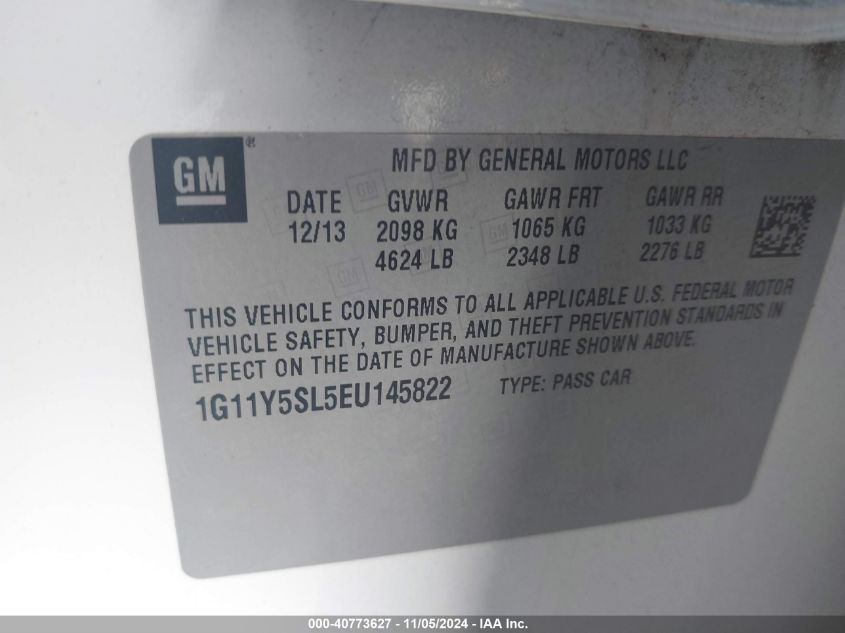 GM®
MFD BY GENERAL MOTORS LLC
DATE GVWR GAWR FRT GAWR RR
12/13 2098 KG 1065 KG 1033 KG
4624 LB 2348 LB 2276 LB
THIS VEHICLE CONFORMS TO ALL APPLICABLE U.S. FEDERAL MOTOR
VEHICLE SAFETY, BUMPER, AND THEFT PREVENTION STANDARDS IN
EFFECT ON THE DATE OF MANUFACTURE SHOWN ABOVE.
1G11Y5SL5EU145822 TYPE: PASS CAR
000-40773627 - 11/05/2024 - IAA Inc.